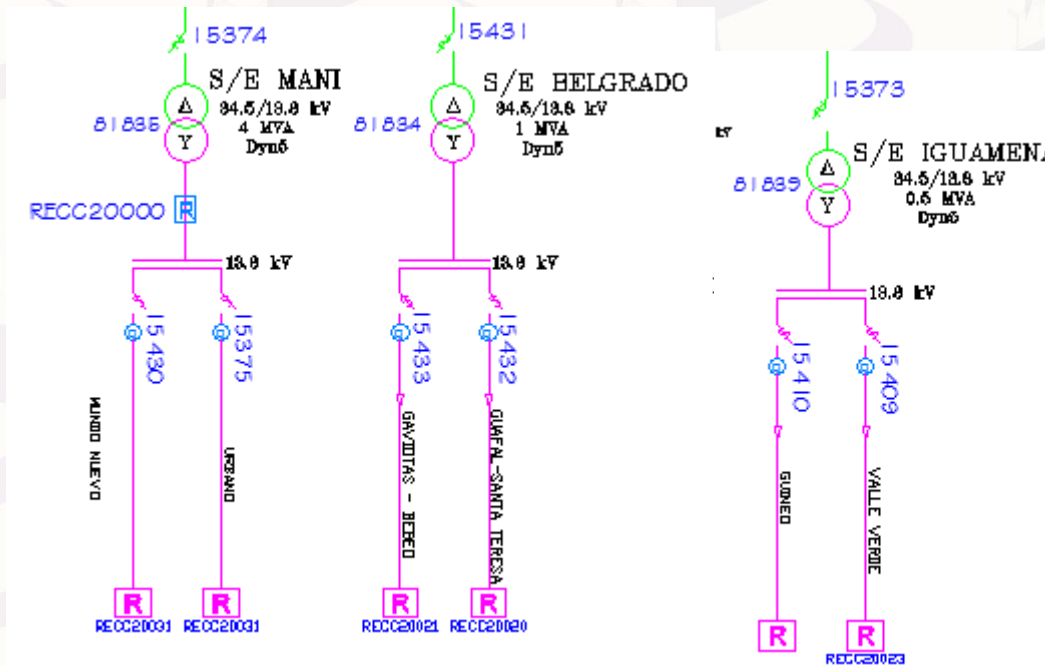 15374
S/E MANI
34.5/13.8 kV
4 MVA
Dyn5
81835
Δ
Y
RECC20000
R
13.8 kV
15430
15375
MUNDO NUEVO
URBANO
R
R
RECC20031
RECC20031
15431
S/E BELGRADO
34.5/13.8 kV
1 MVA
Dyn5
81834
Δ
Y
13.8 kV
15433
15432
GAVIOTAS - BEBEO
GUAFAL-SANTA TERESA
R
R
RECC20021
RECC20020
kV
15373
S/E IGUAMENA
34.5/13.8 kV
0.5 MVA
Dyn5
81839
Δ
Y
13.8 kV
15410
15409
GUINEO
VALLE VERDE
R
R
RECC20023